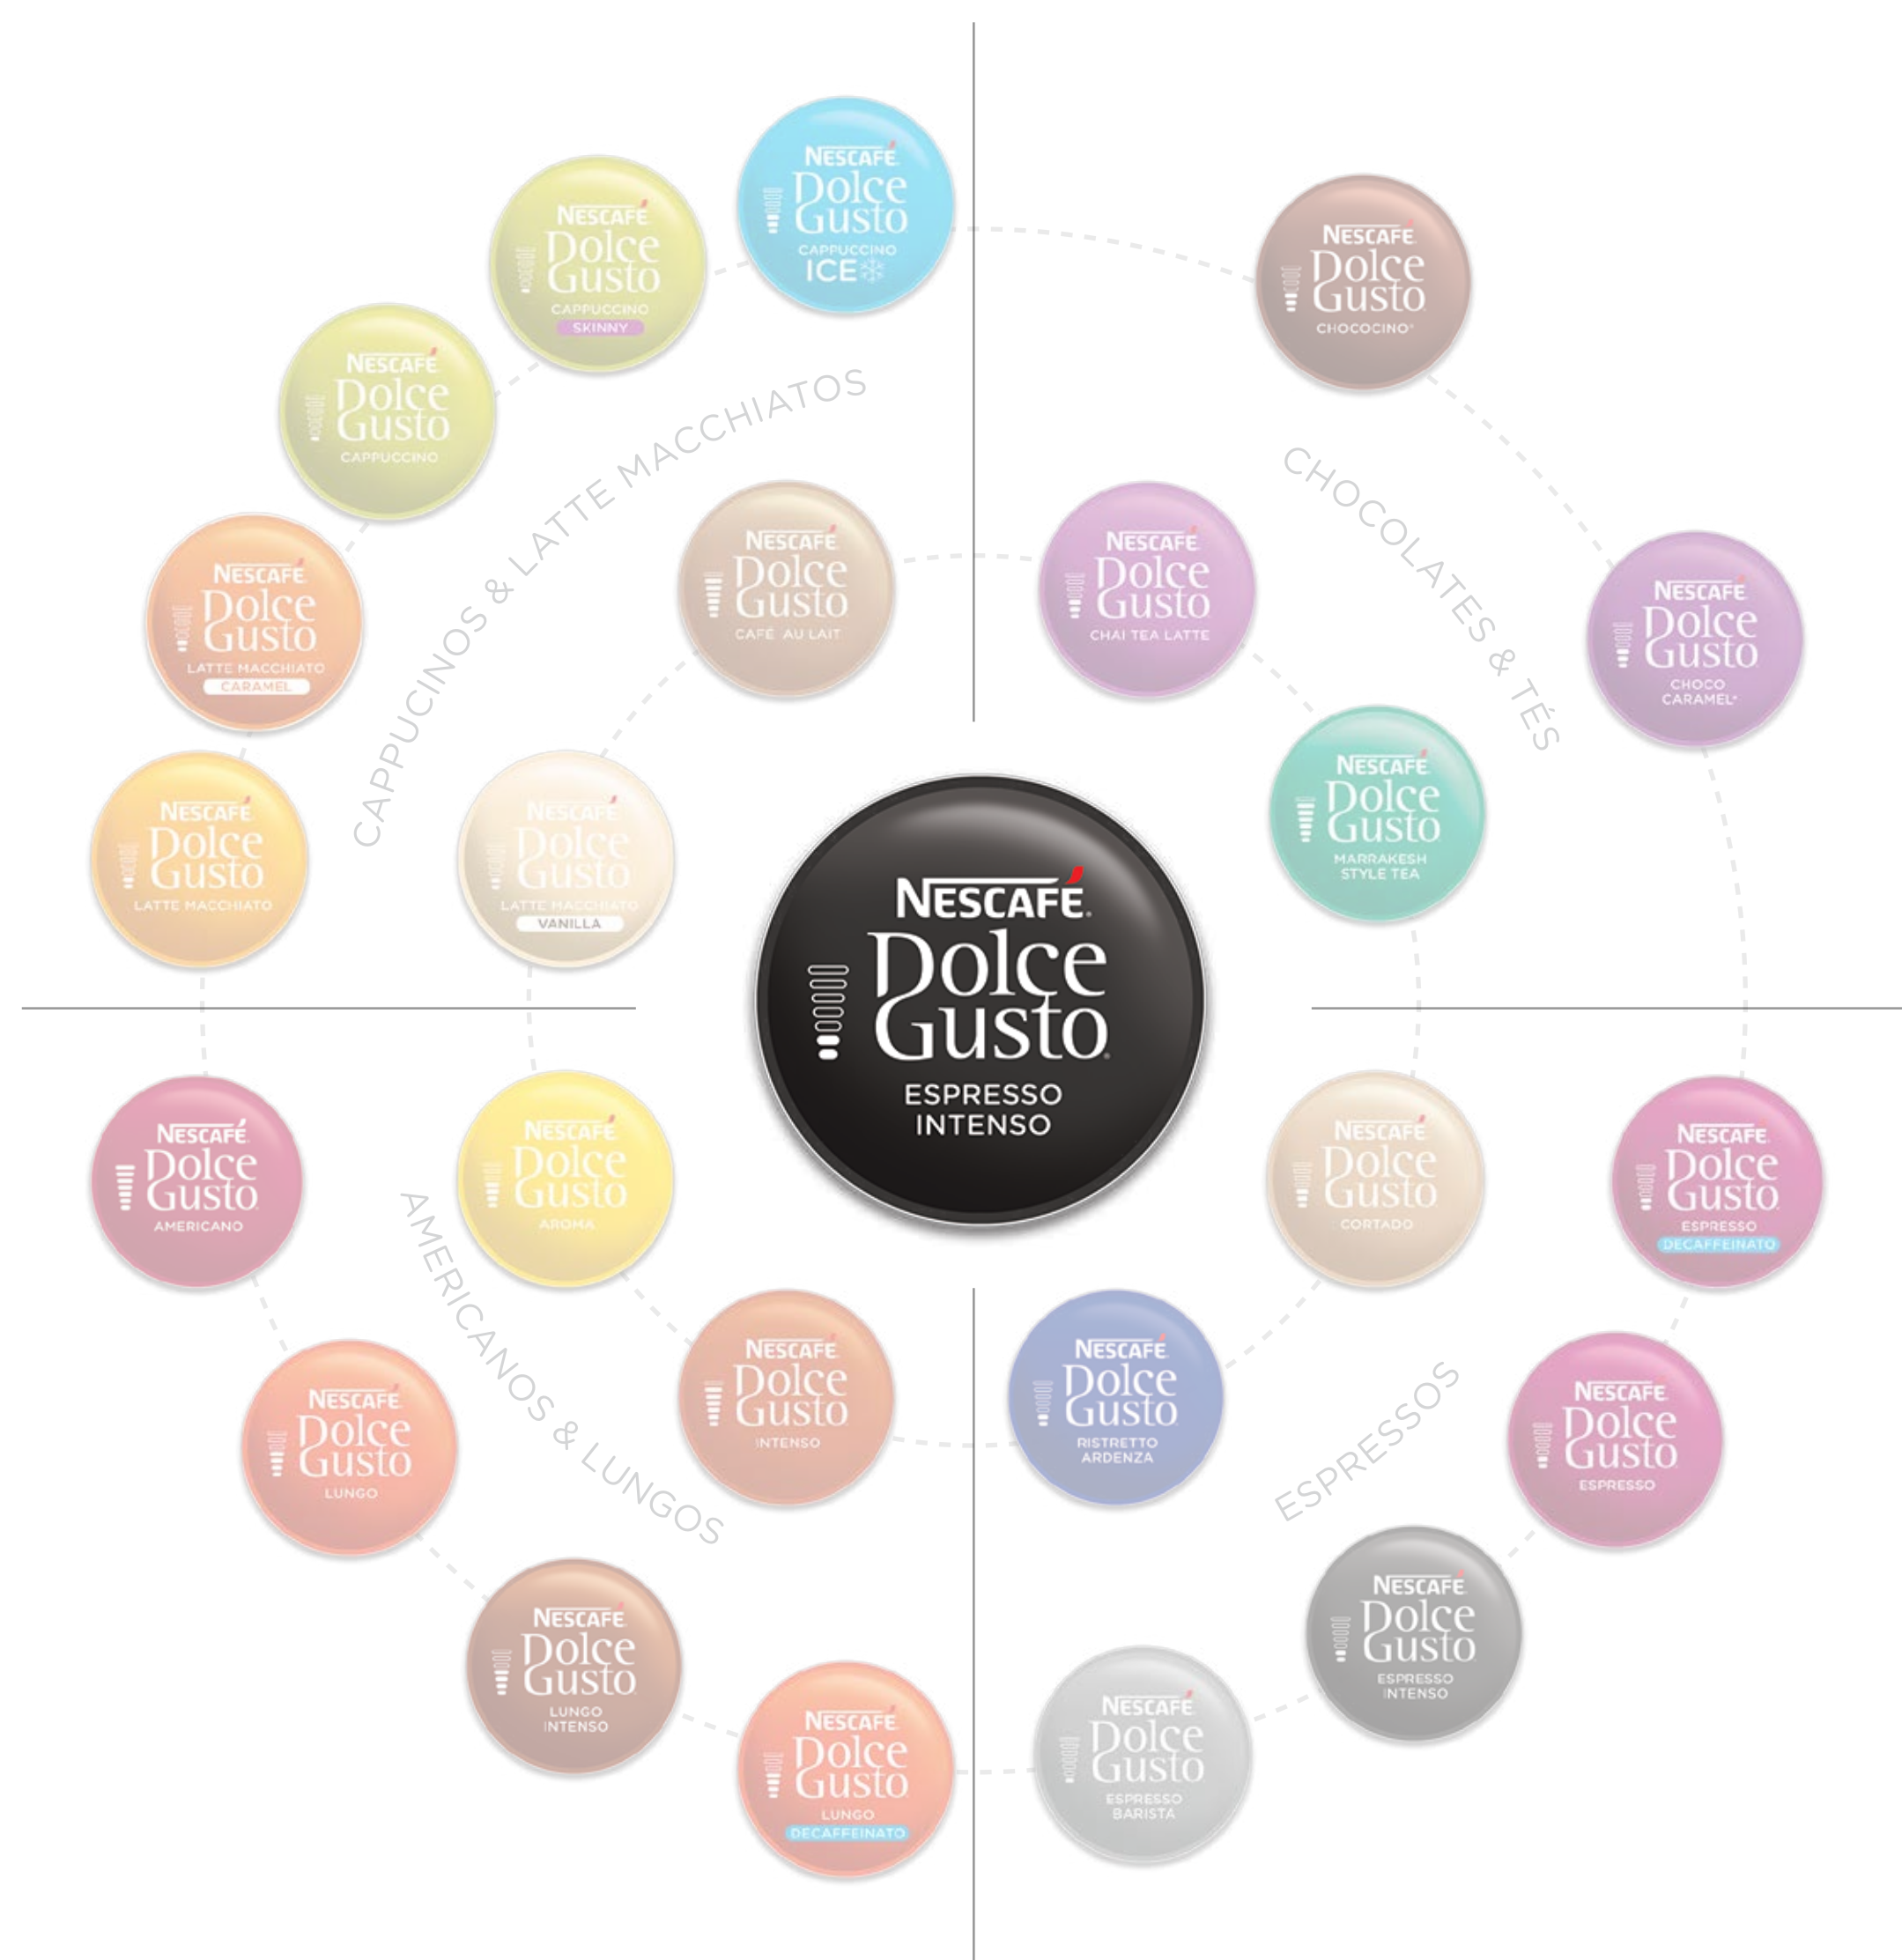 NESCAFÉ
Dolce
Gusto
CAPPUCCINO
ICE
NESCAFÉ
Dolce
Gusto
CAPPUCCINO
SKINNY
NESCAFÉ
Dolce
Gusto
CAPPUCCINO
NESCAFÉ
Dolce
Gusto
LATTE MACCHIATO
CARAMEL
NESCAFÉ
Dolce
Gusto
LATTE MACCHIATO
CAPPUCINOS & LATTE MACCHIATOS
NESCAFÉ
Dolce
Gusto
CAFÉ AU LAIT
NESCAFÉ
Dolce
Gusto
LATTE MACCHIATO
VANILLA
NESCAFÉ
Dolce
Gusto
CHOCOCINO*
CHOCOLATES & TÉS
NESCAFÉ
Dolce
Gusto
CHAI TEA LATTE
NESCAFÉ
Dolce
Gusto
CHOCO
CARAMEL*
NESCAFÉ
Dolce
Gusto
MARRAKESH
STYLE TEA
NESCAFÉ®
Dolce
Gusto®
ESPRESSO
INTENSO
NESCAFÉ
Dolce
Gusto
AMERICANO
NESCAFÉ
Dolce
Gusto
AROMA
AMERICANOS & LUNGOS
NESCAFÉ
Dolce
Gusto
INTENSO
NESCAFÉ
Dolce
Gusto
LUNGO
NESCAFÉ
Dolce
Gusto
LUNGO
INTENSO
NESCAFÉ
Dolce
Gusto
LUNGO
DECAFFEINATO
NESCAFÉ
Dolce
Gusto
CORTADO
NESCAFÉ
Dolce
Gusto
ESPRESSO
DECAFFEINATO
NESCAFÉ
Dolce
Gusto
RISTRETTO
ARDENZA
ESPRESSOS
NESCAFÉ
Dolce
Gusto
ESPRESSO
NESCAFÉ
Dolce
Gusto
ESPRESSO
INTENSO
NESCAFÉ
Dolce
Gusto
ESPRESSO
BARISTA